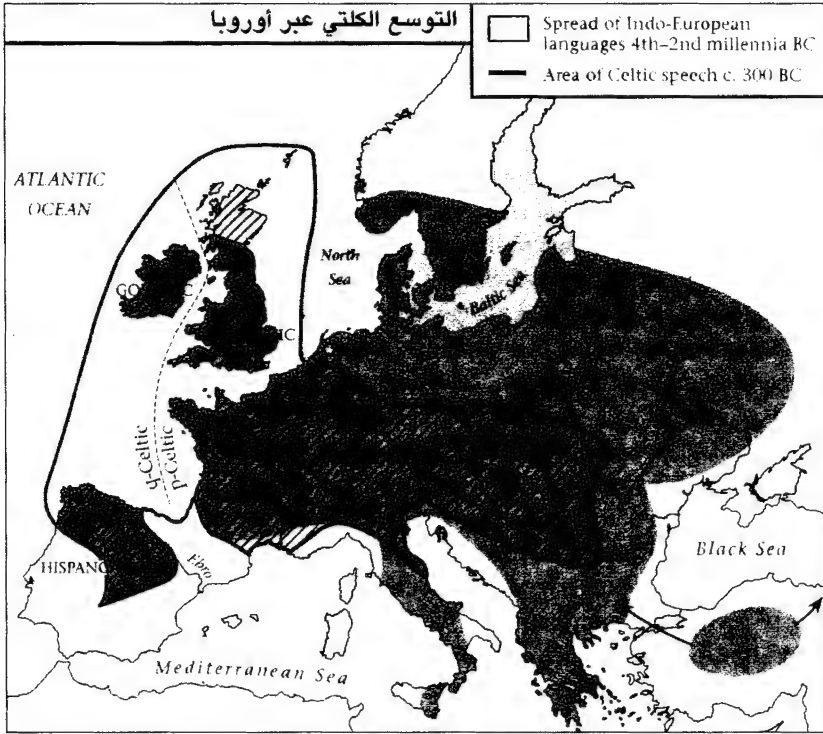 التوسع الكلتي عبر أوروبا
Spread of Indo-European
languages 4th–2nd millennia BC
Area of Celtic speech c. 300 BC
ATLANTIC
OCEAN
North
Sea
Baltic Sea
q-Celtic
p-Celtic
Ebro
Black Sea
Mediterranean Sea